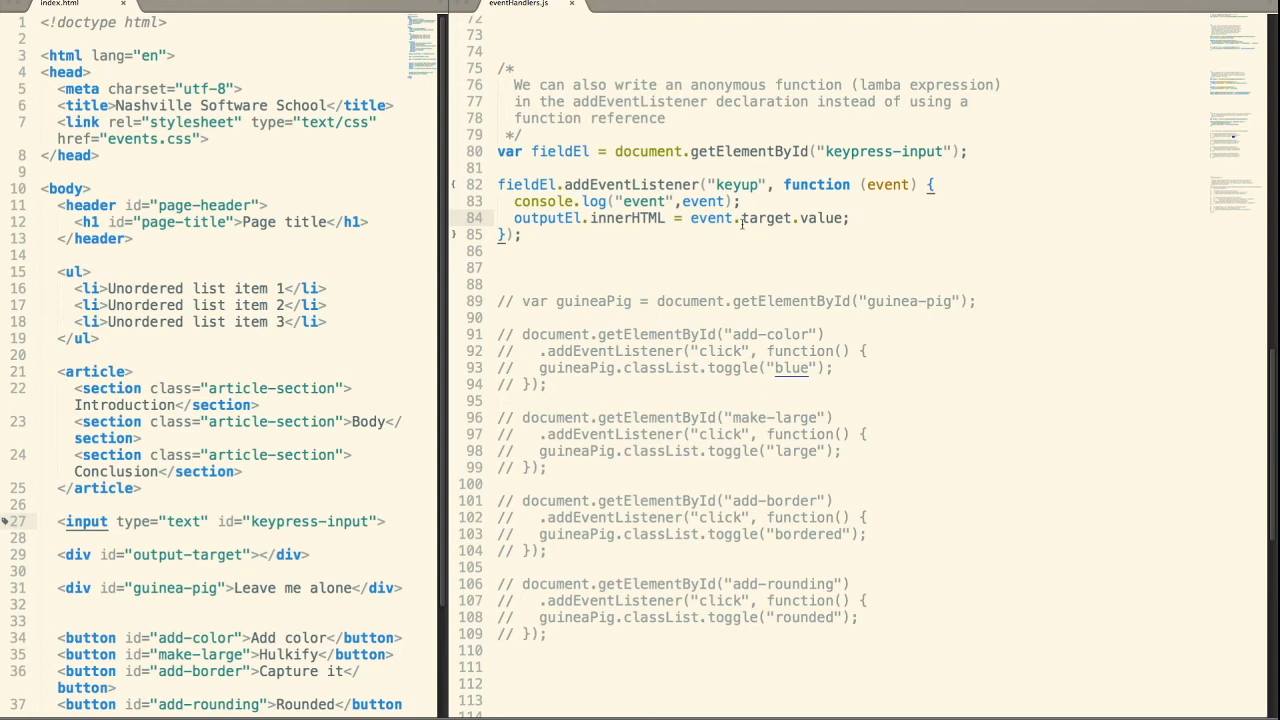 index.html ×
1 <!doctype html>
2
3 <html lang="en">
4 <head>
5 <meta charset="utf-8">
6 <title>Nashville Software School</title>
7 <link rel="stylesheet" type="text/css"
href="events.css">
8 </head>
9
10 <body>
11 <header id="page-header">
12 <h1 id="page-title">Page title</h1>
13 </header>
14
15 <ul>
16 <li>Unordered list item 1</li>
17 <li>Unordered list item 2</li>
18 <li>Unordered list item 3</li>
19 </ul>
20
21 <article>
22 <section class="article-section">
Introduction</section>
23 <section class="article-section">Body</
section>
24 <section class="article-section">
Conclusion</section>
25 </article>
26
27 <input type="text" id="keypress-input">
28
29 <div id="output-target"></div>
30
31 <div id="guinea-pig">Leave me alone</div>
32
33
34 <button id="add-color">Add color</button>
35 <button id="make-large">Hulkify</button>
36 <button id="add-border">Capture it</
button>
37 <button id="add-rounding">Rounded</button
eventHandlers.js ×
72
73
74
75 /*
76 We can also write an anonymous function (lamba expression)
77 in the addEventListener declaration instead of using a
78 function reference
79 */
80 var fieldEl = document.getElementById("keypress-input");
81
82 fieldEl.addEventListener("keyup", function (event) {
83 console.log("event",event);
84 outputEl.innerHTML = event.target.value;
85 });
86
87
88
89 // var guineaPig = document.getElementById("guinea-pig");
90
91 // document.getElementById("add-color")
92 // .addEventListener("click", function() {
93 // guineaPig.classList.toggle("blue");
94 // });
95
96 // document.getElementById("make-large")
97 // .addEventListener("click", function() {
98 // guineaPig.classList.toggle("large");
99 // });
100
101 // document.getElementById("add-border")
102 // .addEventListener("click", function() {
103 // guineaPig.classList.toggle("bordered");
104 // });
105
106 // document.getElementById("add-rounding")
107 // .addEventListener("click", function() {
108 // guineaPig.classList.toggle("rounded");
109 // });
110
111
112
113
114